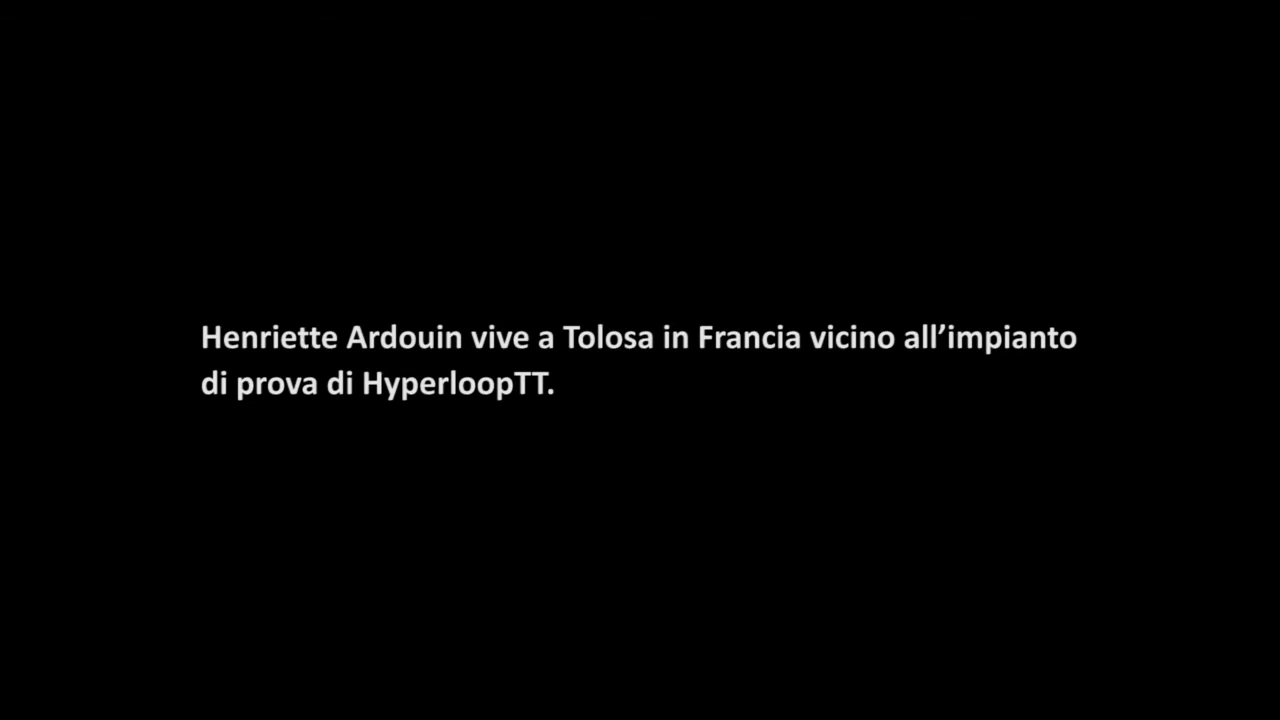 Henriette Ardouin vive a Tolosa in Francia vicino all’impianto
di prova di HyperloopTT.